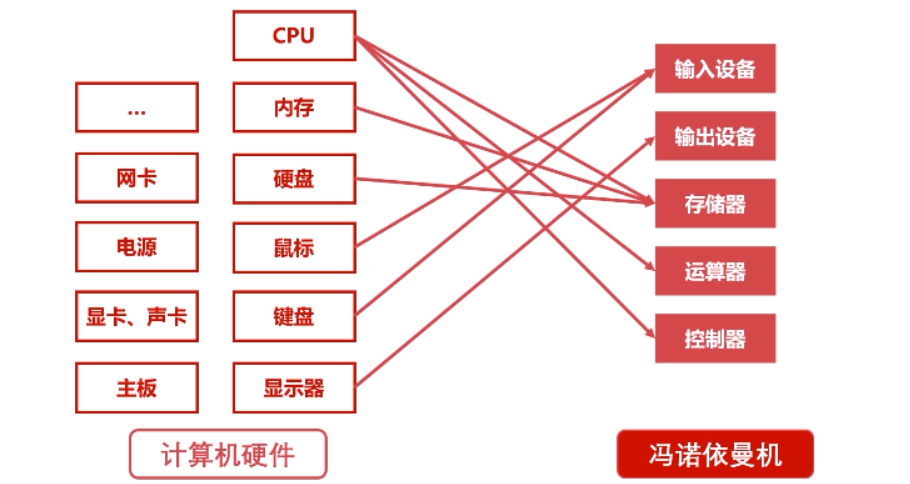 CPU
...
内存
网卡
硬盘
电源
鼠标
显卡、声卡
键盘
主板
显示器
计算机硬件
输入设备
输出设备
存储器
运算器
控制器
冯诺依曼机